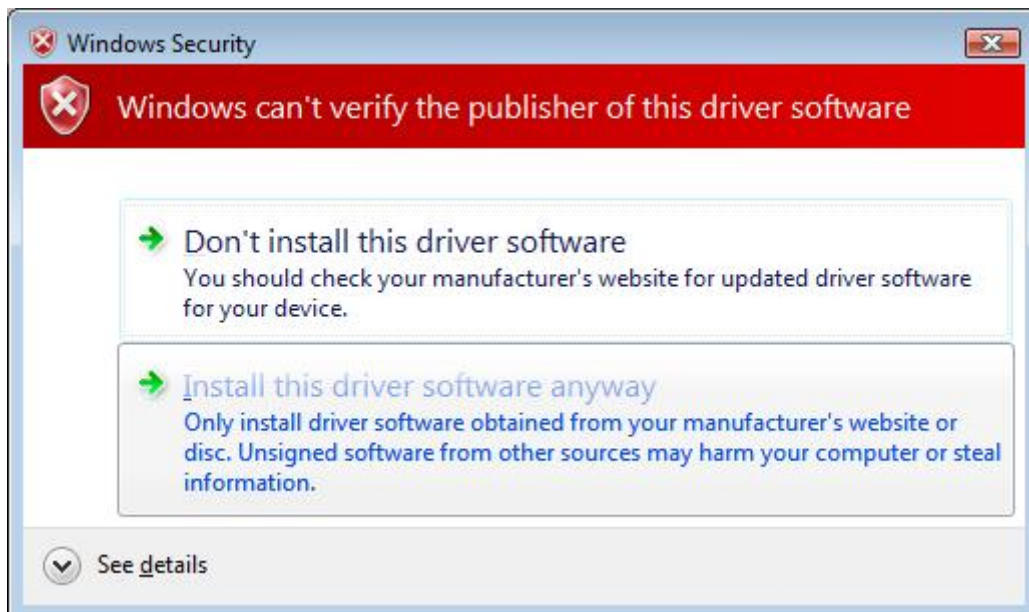 Windows Security
Windows can't verify the publisher of this driver software
Don't install this driver software
You should check your manufacturer's website for updated driver software
for your device.
Install this driver software anyway
Only install driver software obtained from your manufacturer's website or
disc. Unsigned software from other sources may harm your computer or steal
information.
See details